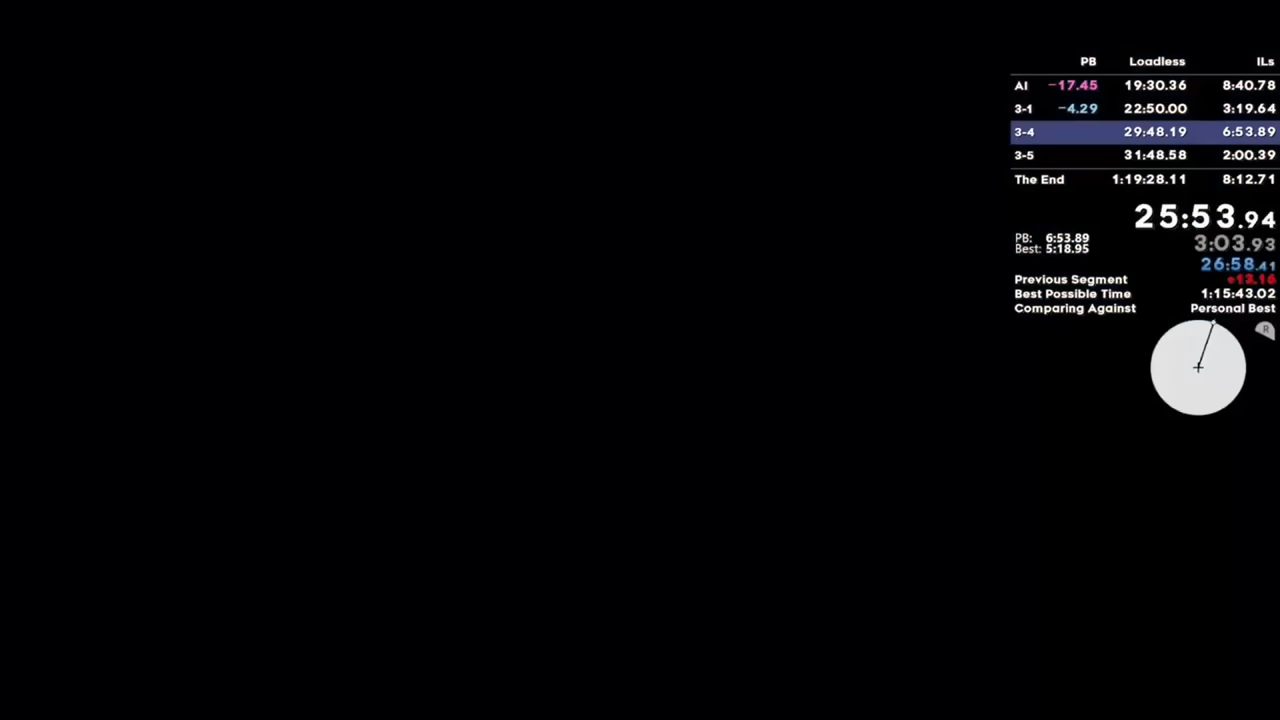 PB Loadless ILs
AI −17.45 19:30.36 8:40.78
3-1 −4.29 22:50.00 3:19.64
3-4 29:48.19 6:53.89
3-5 31:48.58 2:00.39
The End 1:19:28.11 8:12.71
25:53.94
PB: 6:53.89 3:03.93
Best: 5:18.95
26:58.41
Previous Segment +13.16
Best Possible Time 1:15:43.02
Comparing Against Personal Best
R